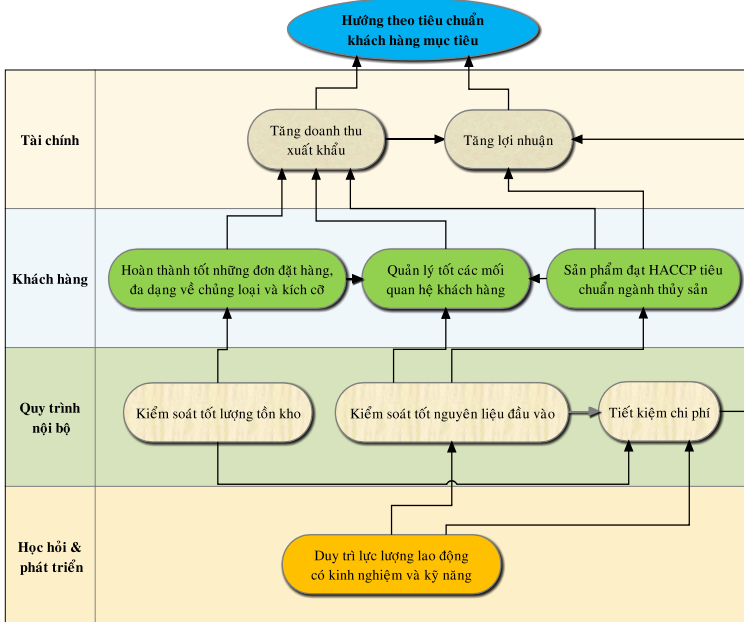 Hướng theo tiêu chuẩn
khách hàng mục tiêu
Tài chính
Tăng doanh thu
xuất khẩu
Tăng lợi nhuận
Khách hàng
Hoàn thành tốt những đơn đặt hàng,
đa dạng về chủng loại và kích cỡ
Quản lý tốt các mối
quan hệ khách hàng
Sản phẩm đạt HACCP tiêu
chuẩn ngành thủy sản
Quy trình
nội bộ
Kiểm soát tốt lượng tồn kho
Kiểm soát tốt nguyên liệu đầu vào
Tiết kiệm chi phí
Học hỏi &
phát triển
Duy trì lực lượng lao động
có kinh nghiệm và kỹ năng